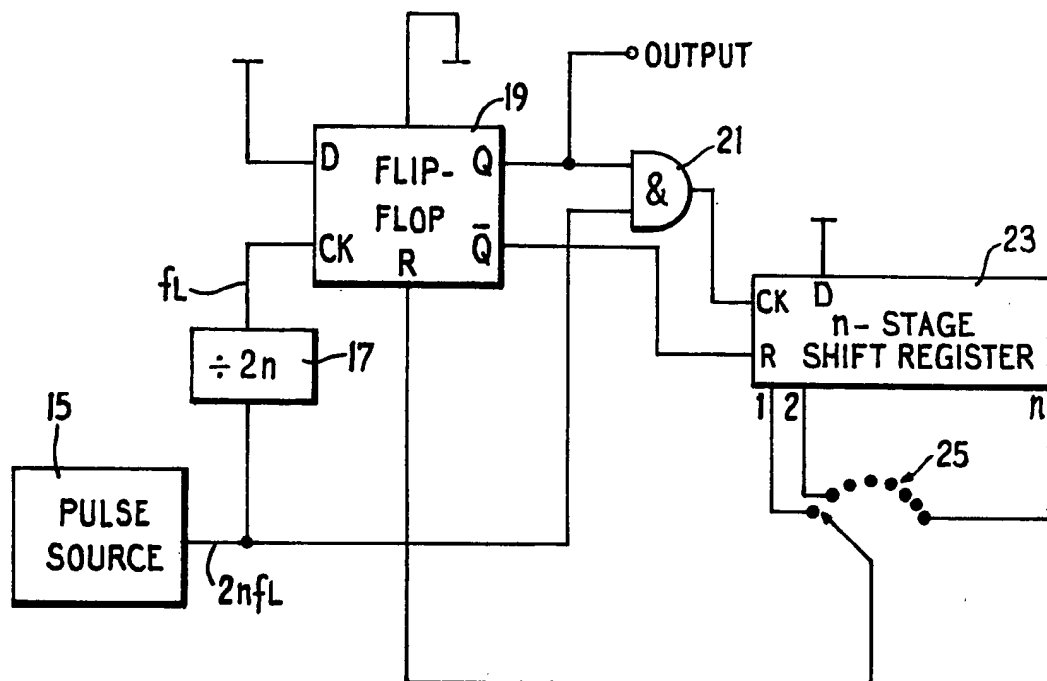 OUTPUT
19
21
D
FLIP-
FLOP
Q
&
CK
R
Q̅
23
fL
CK
D
n- STAGE
SHIFT REGISTER
R
÷ 2n
17
1
2
n
15
25
PULSE
SOURCE
2nfL